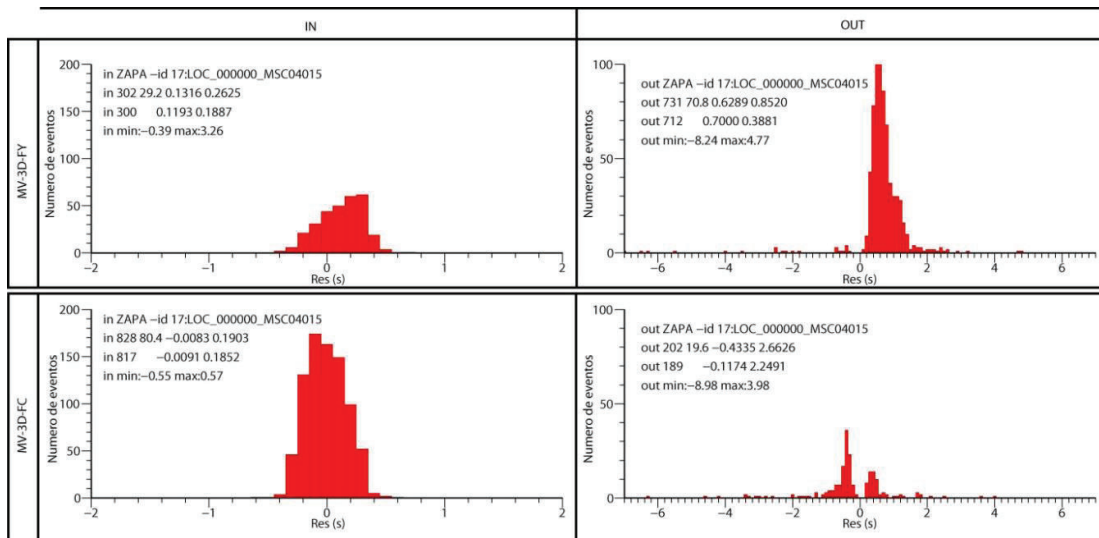 IN
OUT
MV-3D-FY
Numero de eventos
200
150
100
50
0
in ZAPA −id 17:LOC_000000_MSC04015
in 302 29.2 0.1316 0.2625
in 300 0.1193 0.1887
in min:−0.39 max:3.26
−2 −1 0 1 2
Res (s)
Numero de eventos
100
50
0
out ZAPA −id 17:LOC_000000_MSC04015
out 731 70.8 0.6289 0.8520
out 712 0.7000 0.3881
out min:−8.24 max:4.77
−6 −4 −2 0 2 4 6
Res (s)
MV-3D-FC
Numero de eventos
200
150
100
50
0
in ZAPA −id 17:LOC_000000_MSC04015
in 828 80.4 −0.0083 0.1903
in 817 −0.0091 0.1852
in min:−0.55 max:0.57
−2 −1 0 1 2
Res (s)
Numero de eventos
100
50
0
out ZAPA −id 17:LOC_000000_MSC04015
out 202 19.6 −0.4335 2.6626
out 189 −0.1174 2.2491
out min:−8.98 max:3.98
−6 −4 −2 0 2 4 6
Res (s)